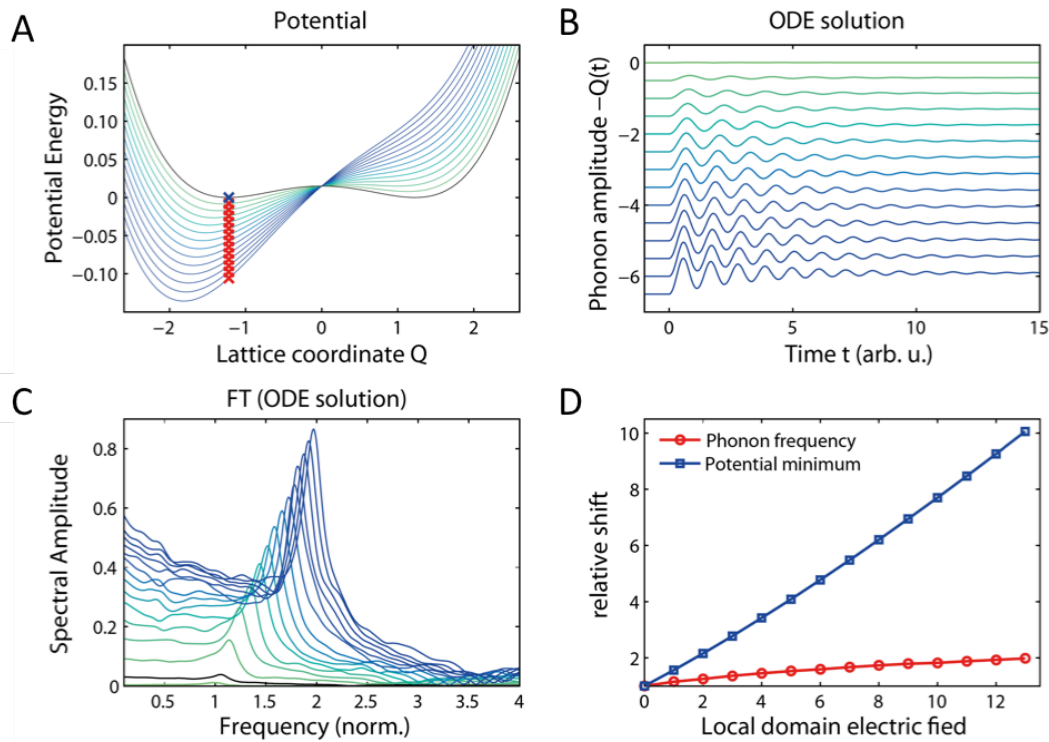 A
Potential
Potential Energy
0.15
0.10
0.05
0
−0.05
−0.10
−2
−1
0
1
2
Lattice coordinate Q
B
ODE solution
Phonon amplitude −Q(t)
0
−2
−4
−6
0
5
10
15
Time t (arb. u.)
C
FT (ODE solution)
Spectral Amplitude
0.8
0.6
0.4
0.2
0
0.5
1
1.5
2
2.5
3
3.5
4
Frequency (norm.)
D
relative shift
10
8
6
4
2
Phonon frequency
Potential minimum
0
2
4
6
8
10
12
Local domain electric fied